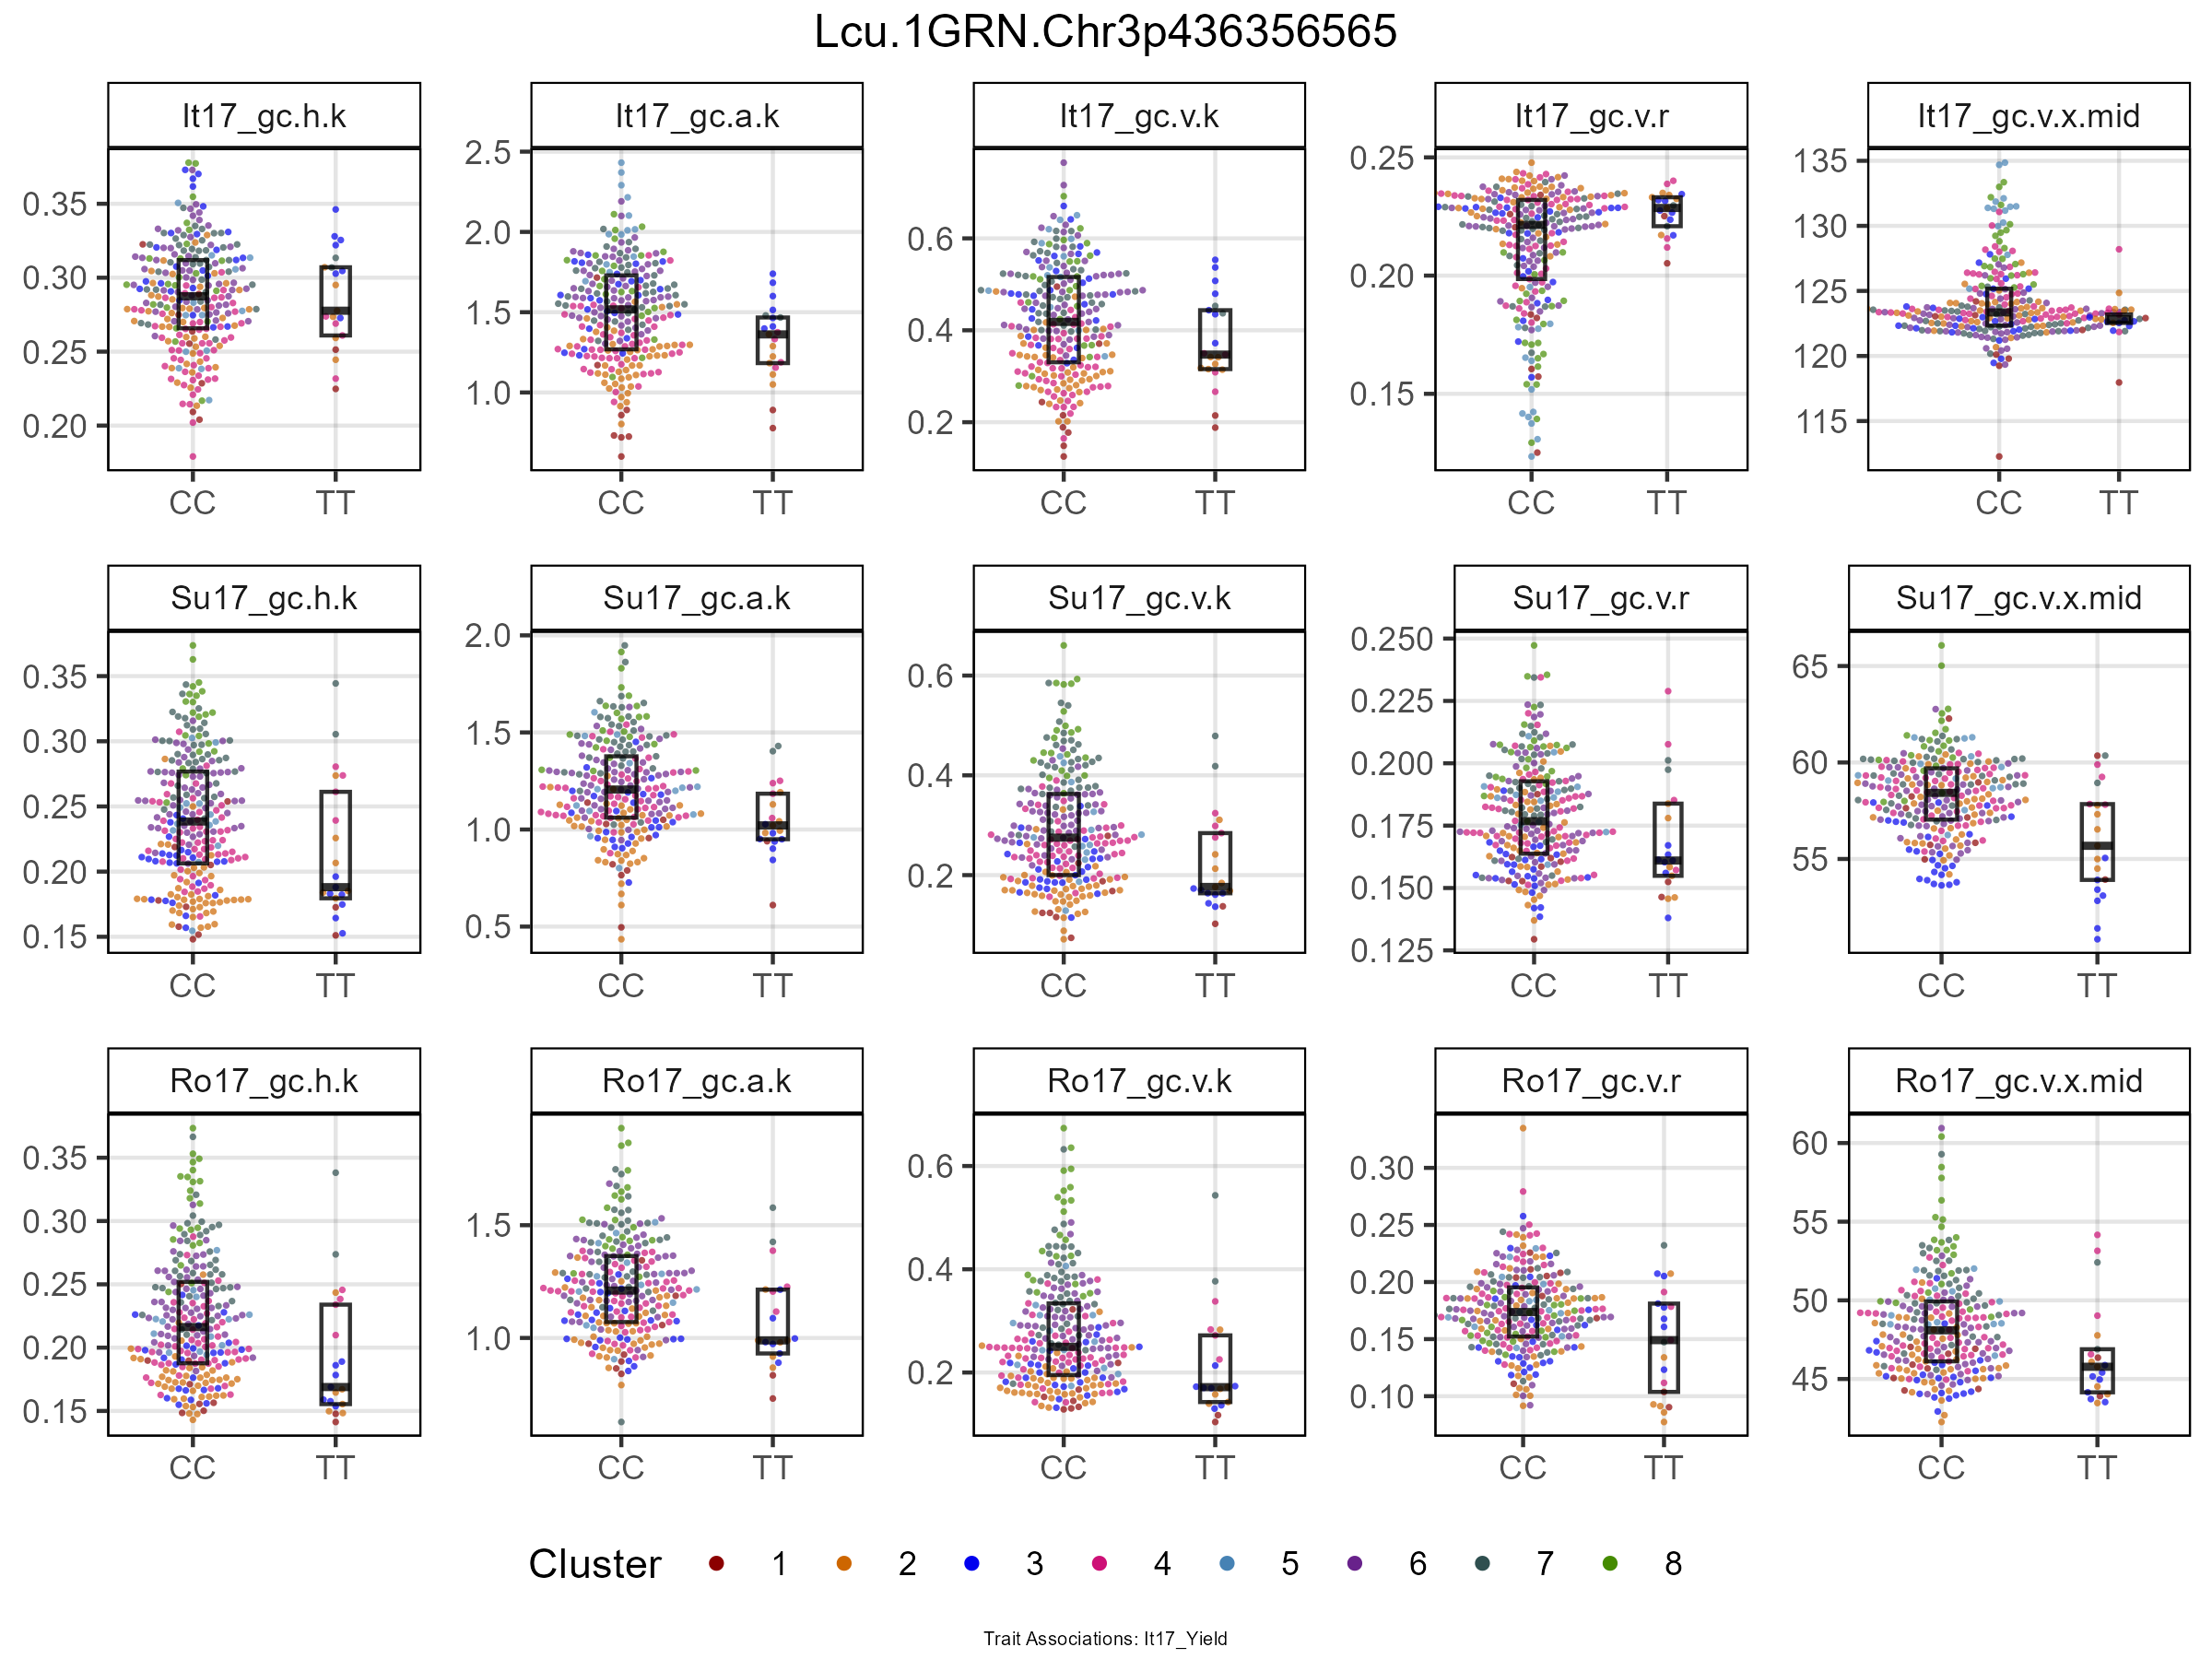 Lcu.1GRN.Chr3p436356565
It17_gc.h.k It17_gc.a.k It17_gc.v.k It17_gc.v.r It17_gc.v.x.mid
0.35 0.30 0.25 0.20
2.5 2.0 1.5 1.0
0.6 0.4 0.2
0.25 0.20 0.15
135 130 125 120 115
CC TT CC TT CC TT CC TT CC TT
Su17_gc.h.k Su17_gc.a.k Su17_gc.v.k Su17_gc.v.r Su17_gc.v.x.mid
0.35 0.30 0.25 0.20 0.15
2.0 1.5 1.0 0.5
0.6 0.4 0.2
0.250 0.225 0.200 0.175 0.150 0.125
65 60 55
CC TT CC TT CC TT CC TT CC TT
Ro17_gc.h.k Ro17_gc.a.k Ro17_gc.v.k Ro17_gc.v.r Ro17_gc.v.x.mid
0.35 0.30 0.25 0.20 0.15
1.5 1.0
0.6 0.4 0.2
0.30 0.25 0.20 0.15 0.10
60 55 50 45
CC TT CC TT CC TT CC TT CC TT
Cluster 1 2 3 4 5 6 7 8
Trait Associations: It17_Yield